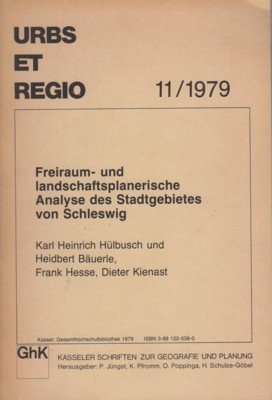 URBS
ET
REGIO 11/1979
Freiraum- und
landschaftsplanerische
Analyse des Stadtgebietes
von Schleswig
Karl Heinrich Hülbusch und
Heidbert Bäuerle,
Frank Hesse, Dieter Kienast
Kassel: Gesamthochschulbibliothek 1979 ISBN 3-88 122-038-0
GhK KASSELER SCHRIFTEN ZUR GEOGRAFIE UND PLANUNG
Herausgeber: P. Jüngst, K. Pfromm, O. Poppinga, H. Schulze-Göbel